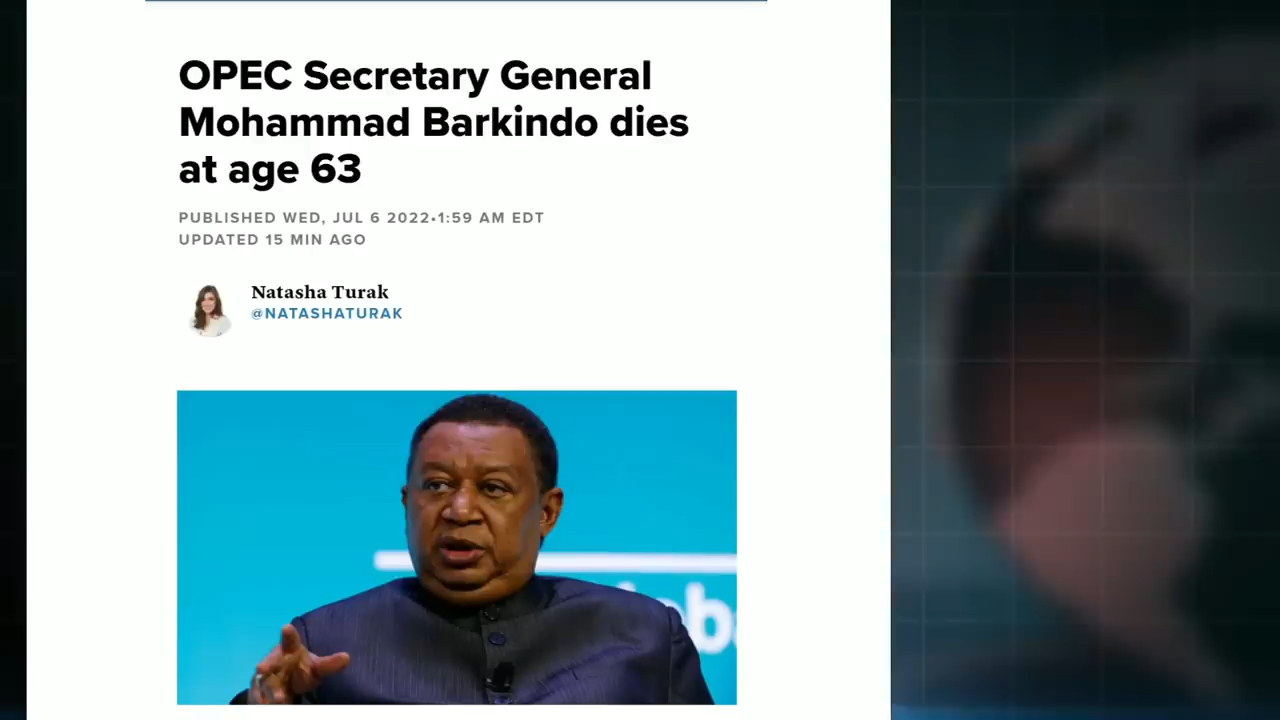 OPEC Secretary General
Mohammad Barkindo dies
at age 63
PUBLISHED WED, JUL 6 2022•1:59 AM EDT
UPDATED 15 MIN AGO
Natasha Turak
@NATASHATURAK